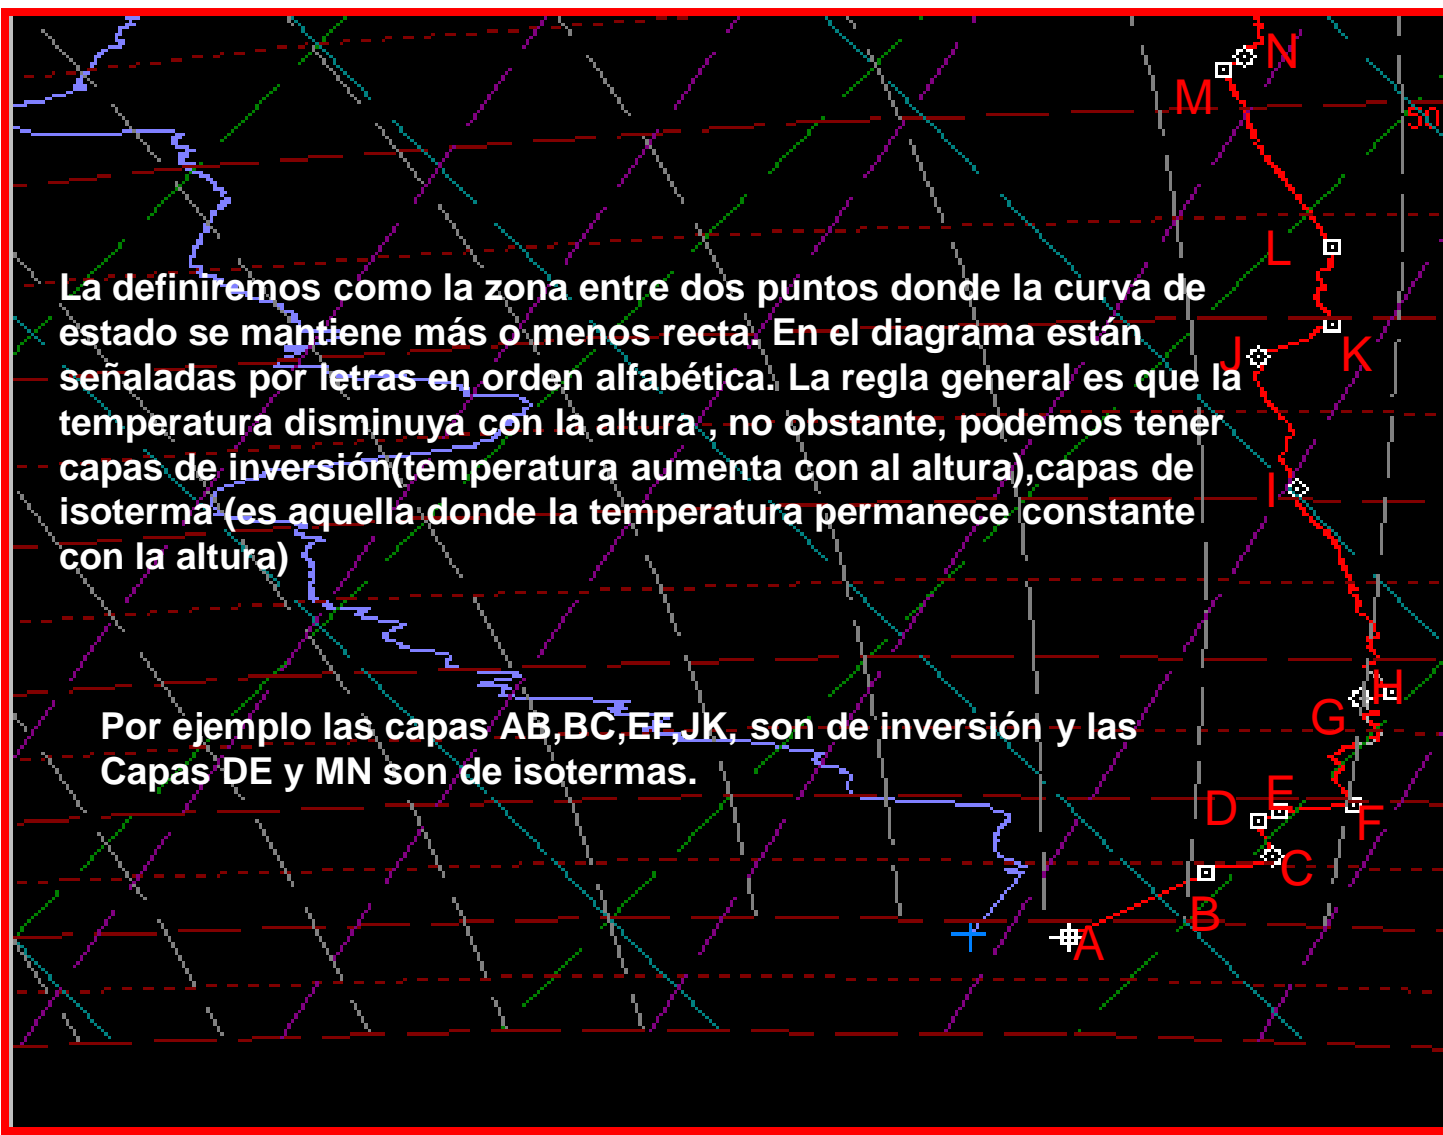 N
M
50
L
La definiremos como la zona entre dos puntos donde la curva de
estado se mantiene más o menos recta. En el diagrama están
J
K
señaladas por letras en orden alfabética. La regla general es que la
temperatura disminuya con la altura , no obstante, podemos tener
capas de inversión(temperatura aumenta con al altura),capas de
I
isoterma (es aquella donde la temperatura permanece constante
con la altura)
H
G
Por ejemplo las capas AB,BC,EF,JK, son de inversión y las
Capas DE y MN son de isotermas.
D
E
F
C
B
A